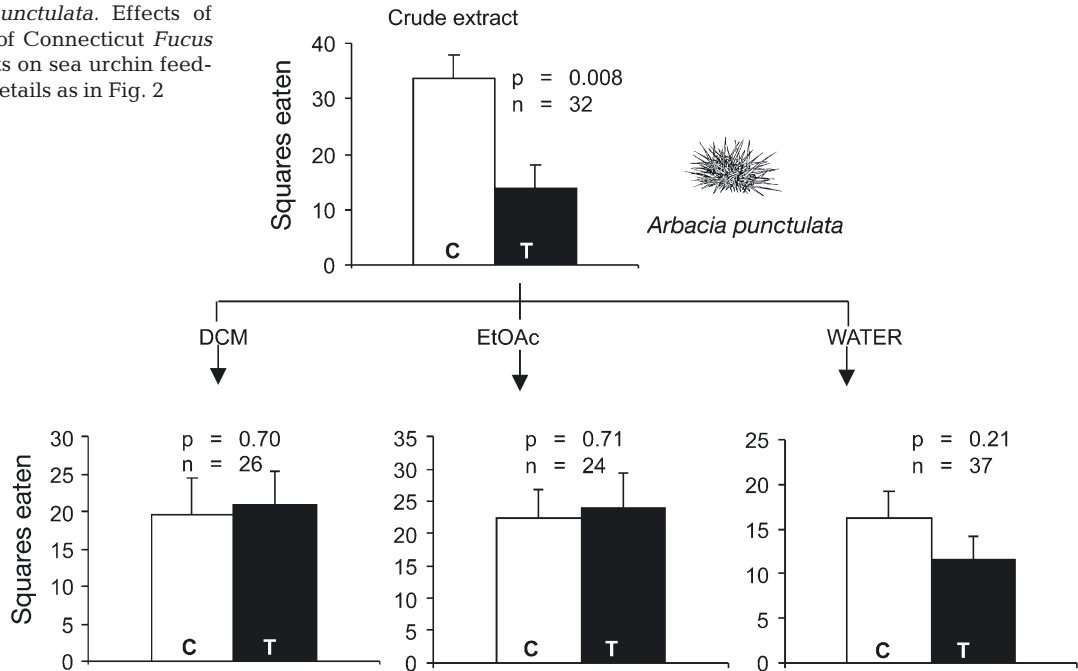 unctulata. Effects of
of Connecticut Fucus
ts on sea urchin feed-
etails as in Fig. 2
Crude extract
Squares eaten
40
30
20
10
0
p = 0.008
n = 32
C
T
Arbacia punctulata
DCM
EtOAc
WATER
Squares eaten
30
25
20
15
10
5
0
p = 0.70
n = 26
C
T
35
30
25
20
15
10
5
0
p = 0.71
n = 24
C
T
25
20
15
10
5
0
p = 0.21
n = 37
C
T